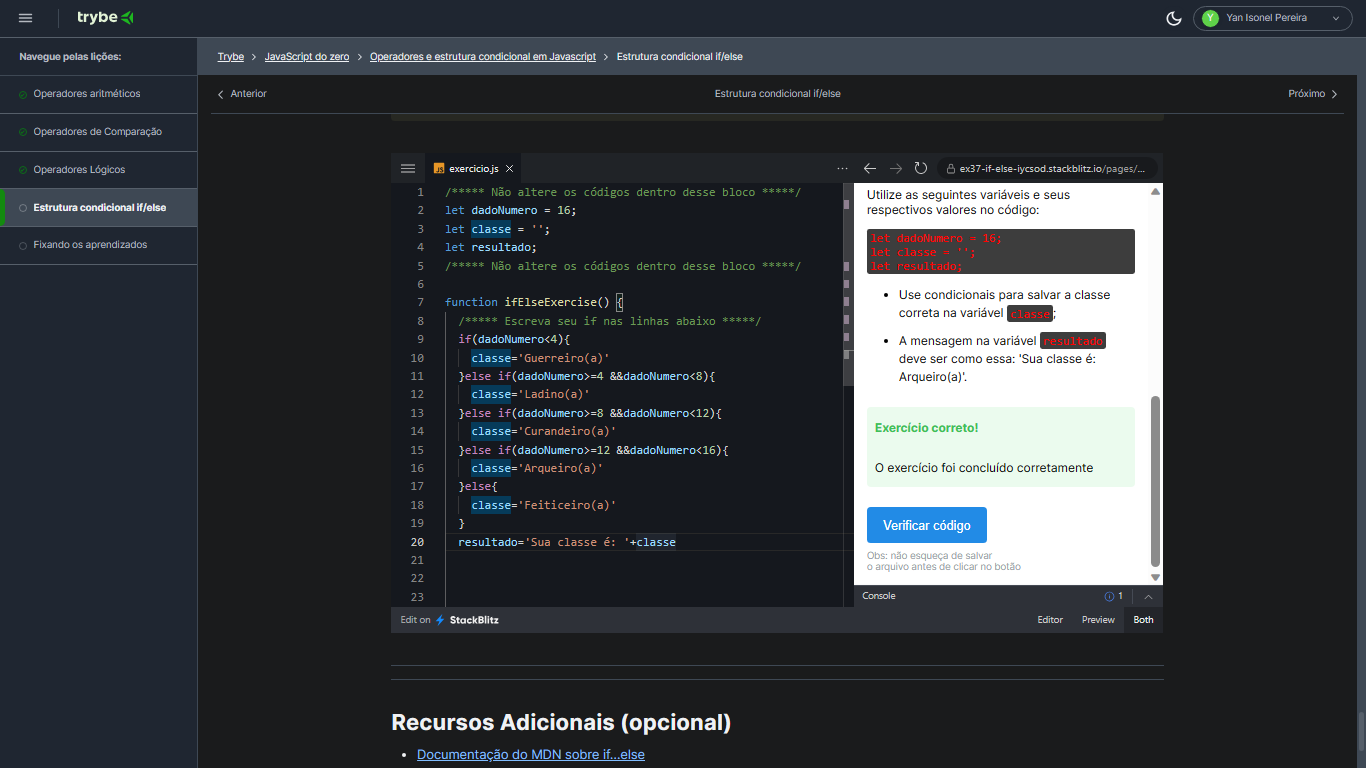 trybe
Y Yan Isonel Pereira
Navegue pelas lições:
Operadores aritméticos
Operadores de Comparação
Operadores Lógicos
Estrutura condicional if/else
Fixando os aprendizados
Trybe > JavaScript do zero > Operadores e estrutura condicional em Javascript > Estrutura condicional if/else
Anterior
Estrutura condicional if/else
Próximo
JS exercicio.js
1 /***** Não altere os códigos dentro desse bloco *****/
2 let dadoNumero = 16;
3 let classe = '';
4 let resultado;
5 /***** Não altere os códigos dentro desse bloco *****/
6
7 function ifElseExercise() {
8 /***** Escreva seu if nas linhas abaixo *****/
9 if(dadoNumero<4){
10 classe='Guerreiro(a)'
11 }else if(dadoNumero>=4 &&dadoNumero<8){
12 classe='Ladino(a)'
13 }else if(dadoNumero>=8 &&dadoNumero<12){
14 classe='Curandeiro(a)'
15 }else if(dadoNumero>=12 &&dadoNumero<16){
16 classe='Arqueiro(a)'
17 }else{
18 classe='Feiticeiro(a)'
19 }
20 resultado='Sua classe é: '+classe
21
22
23
Edit on StackBlitz
ex37-if-else-iycsod.stackblitz.io/pages/...
Utilize as seguintes variáveis e seus
respectivos valores no código:
let dadoNumero = 16;
let classe = '';
let resultado;
Use condicionais para salvar a classe
correta na variável classe;
A mensagem na variável resultado
deve ser como essa: 'Sua classe é:
Arqueiro(a)'.
Exercício correto!
O exercício foi concluído corretamente
Verificar código
Obs: não esqueça de salvar
o arquivo antes de clicar no botão
Console
1
Editor
Preview
Both
Recursos Adicionais (opcional)
Documentação do MDN sobre if...else